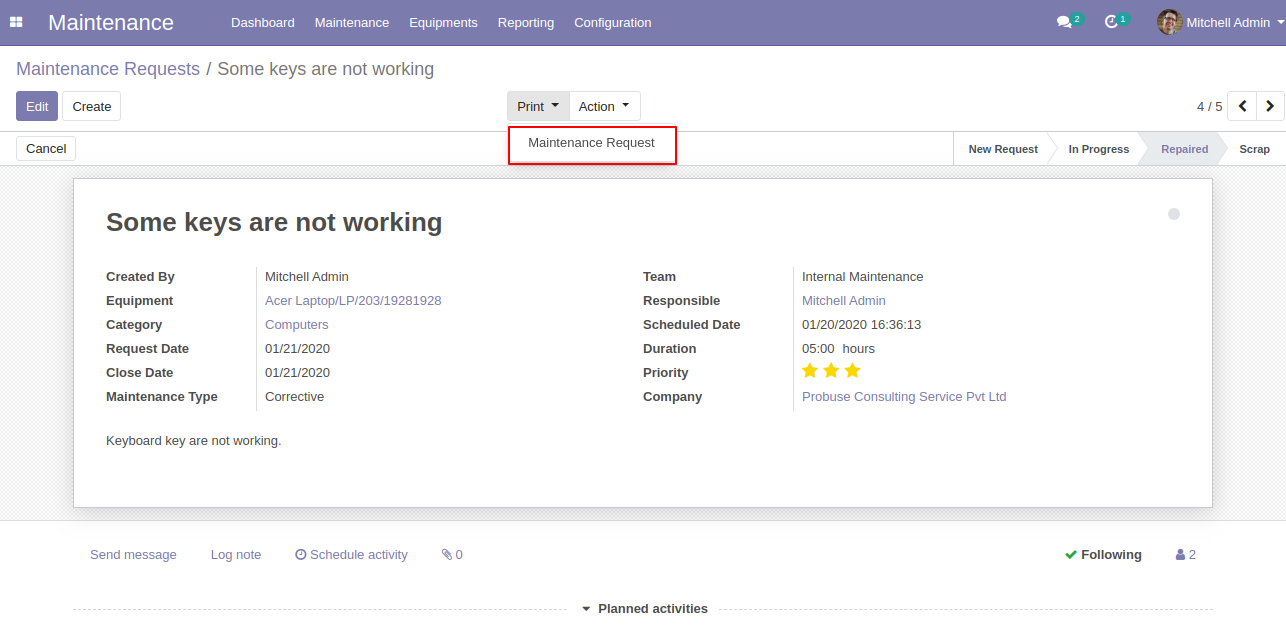 Maintenance Dashboard Maintenance Equipments Reporting Configuration 2 1 Mitchell Admin
Maintenance Requests / Some keys are not working
Edit Create Print Action 4 / 5
Maintenance Request
Cancel New Request In Progress Repaired Scrap
Some keys are not working
Created By Mitchell Admin Team Internal Maintenance
Equipment Acer Laptop/LP/203/19281928 Responsible Mitchell Admin
Category Computers Scheduled Date 01/20/2020 16:36:13
Request Date 01/21/2020 Duration 05:00 hours
Close Date 01/21/2020 Priority
Maintenance Type Corrective Company Probuse Consulting Service Pvt Ltd
Keyboard key are not working.
Send message Log note Schedule activity 0 Following 2
Planned activities